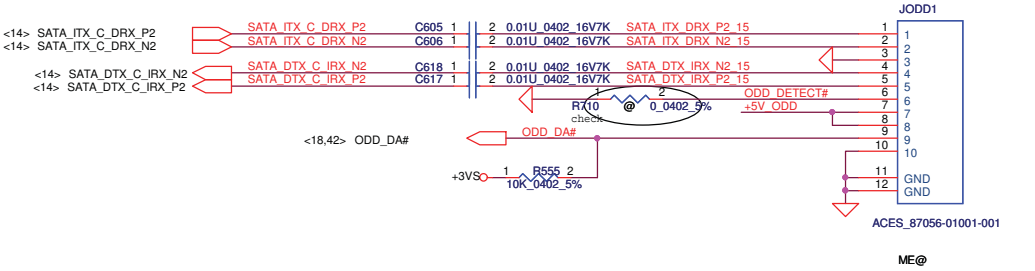 JODD1
<14> SATA_ITX_C_DRX_P2 SATA_ITX_C_DRX_P2 C605 1 2 0.01U_0402_16V7K SATA_ITX_DRX_P2_15 1 1
<14> SATA_ITX_C_DRX_N2 SATA_ITX_C_DRX_N2 C606 1 2 0.01U_0402_16V7K SATA_ITX_DRX_N2_15 2 2
3 3
<14> SATA_DTX_C_IRX_N2 SATA_DTX_C_IRX_N2 C618 1 2 0.01U_0402_16V7K SATA_DTX_IRX_N2_15 4 4
<14> SATA_DTX_C_IRX_P2 SATA_DTX_C_IRX_P2 C617 1 2 0.01U_0402_16V7K SATA_DTX_IRX_P2_15 5 5
1 2 ODD_DETECT# 6 6
R710 @ 0_0402_5% +5V_ODD 7 7
check
8 8
<18,42> ODD_DA# ODD_DA# 9 9
10 10
+3VS 1 R555 2 11 GND
10K_0402_5% 12 GND
ACES_87056-01001-001
ME@